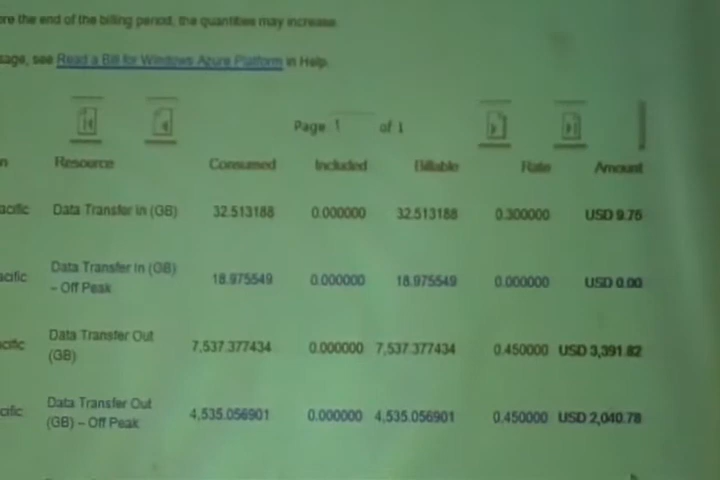 re the end of the billing period, the quantities may increase.
sage, see Read a Bill for Windows Azure Platform in Help.
Page 1 of 1
n Resource Consumed Included Billable Rate Amount
acific Data Transfer In (GB) 32.513188 0.000000 32.513188 0.300000 USD 9.75
acific Data Transfer In (GB) – Off Peak 18.975549 0.000000 18.975549 0.000000 USD 0.00
acific Data Transfer Out (GB) 7,537.377434 0.000000 7,537.377434 0.450000 USD 3,391.82
acific Data Transfer Out (GB) – Off Peak 4,535.056901 0.000000 4,535.056901 0.450000 USD 2,040.78